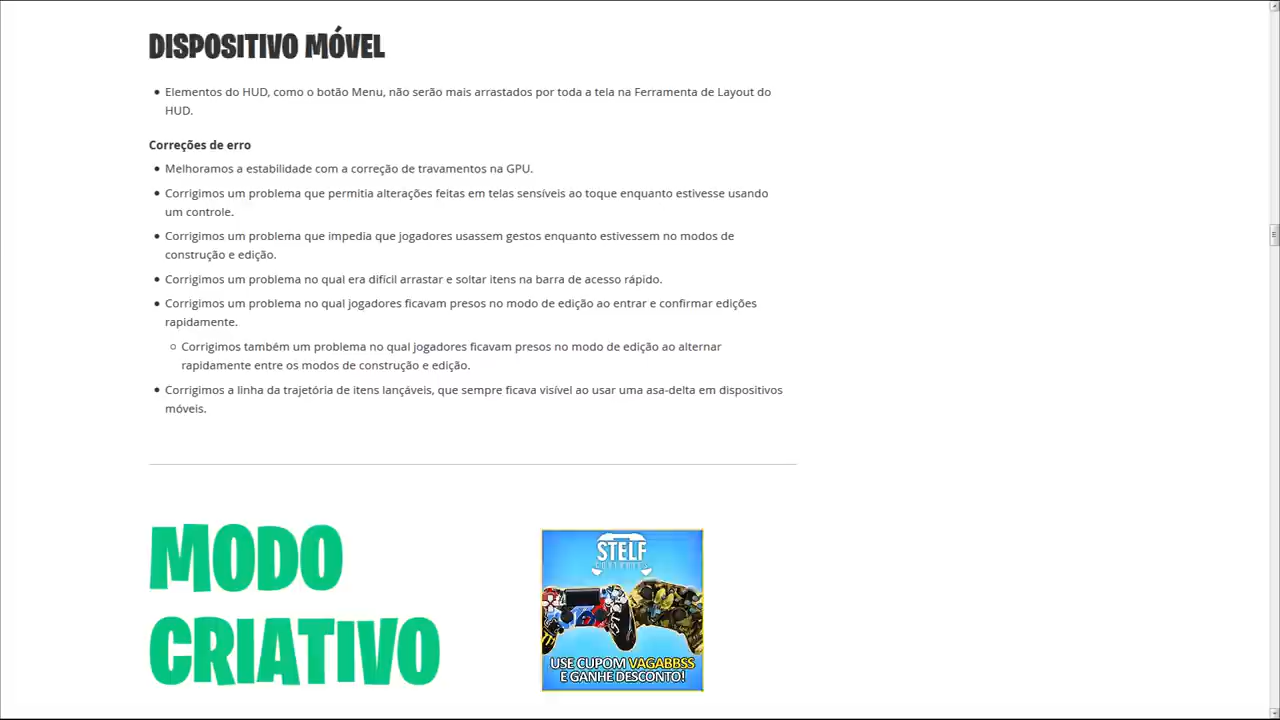 DISPOSITIVO MÓVEL
Elementos do HUD, como o botão Menu, não serão mais arrastados por toda a tela na Ferramenta de Layout do
HUD.
Correções de erro
Melhoramos a estabilidade com a correção de travamentos na GPU.
Corrigimos um problema que permitia alterações feitas em telas sensíveis ao toque enquanto estivesse usando
um controle.
Corrigimos um problema que impedia que jogadores usassem gestos enquanto estivessem no modos de
construção e edição.
Corrigimos um problema no qual era difícil arrastar e soltar itens na barra de acesso rápido.
Corrigimos um problema no qual jogadores ficavam presos no modo de edição ao entrar e confirmar edições
rapidamente.
Corrigimos também um problema no qual jogadores ficavam presos no modo de edição ao alternar
rapidamente entre os modos de construção e edição.
Corrigimos a linha da trajetória de itens lançáveis, que sempre ficava visível ao usar uma asa-delta em dispositivos
móveis.
MODO
CRIATIVO
STELF
USE CUPOM VAGABBSS
E GANHE DESCONTO!